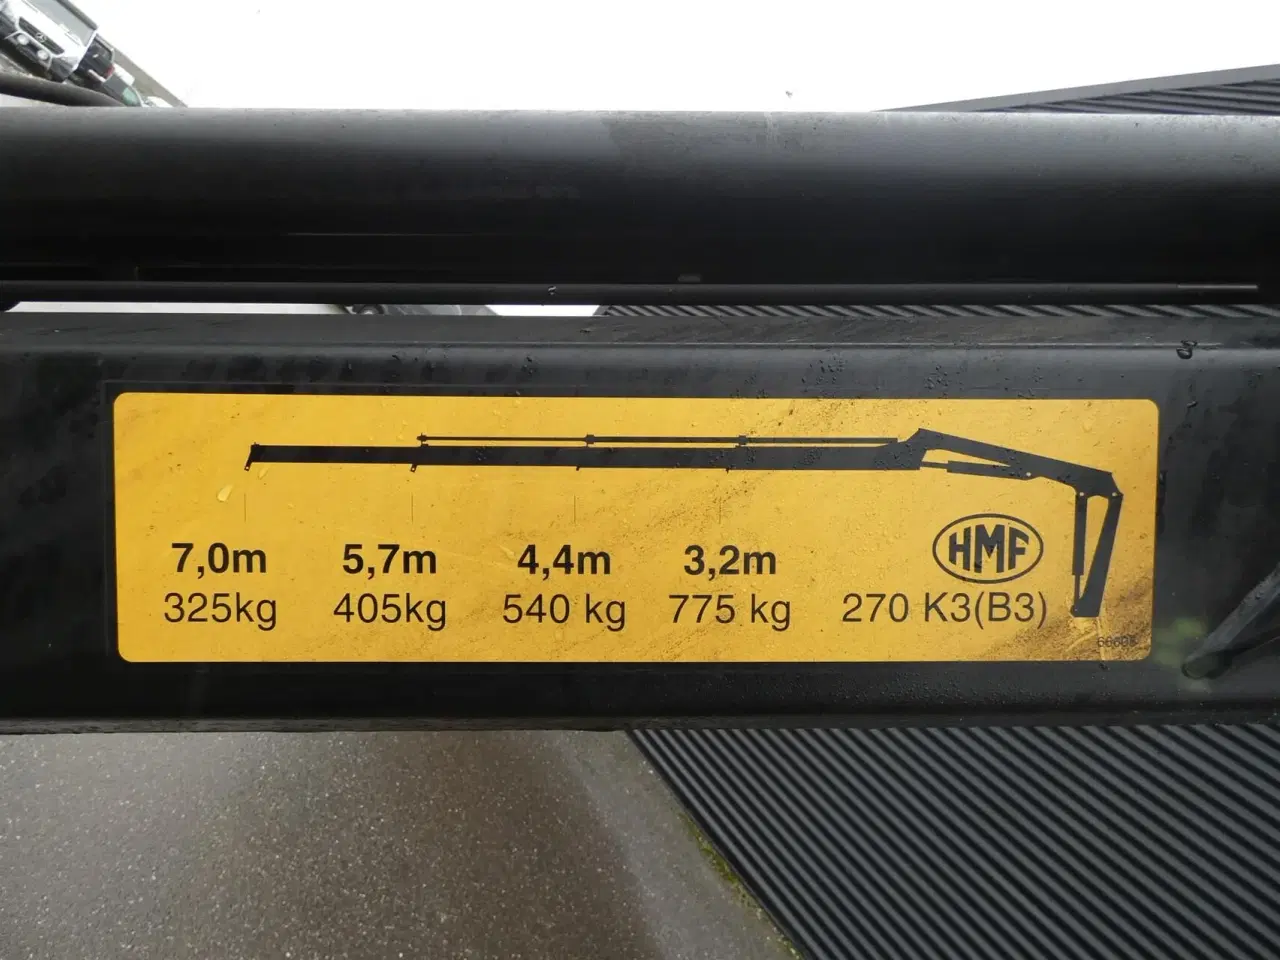 7,0m 5,7m 4,4m 3,2m
HMF
325kg 405kg 540 kg 775 kg 270 K3(B3)